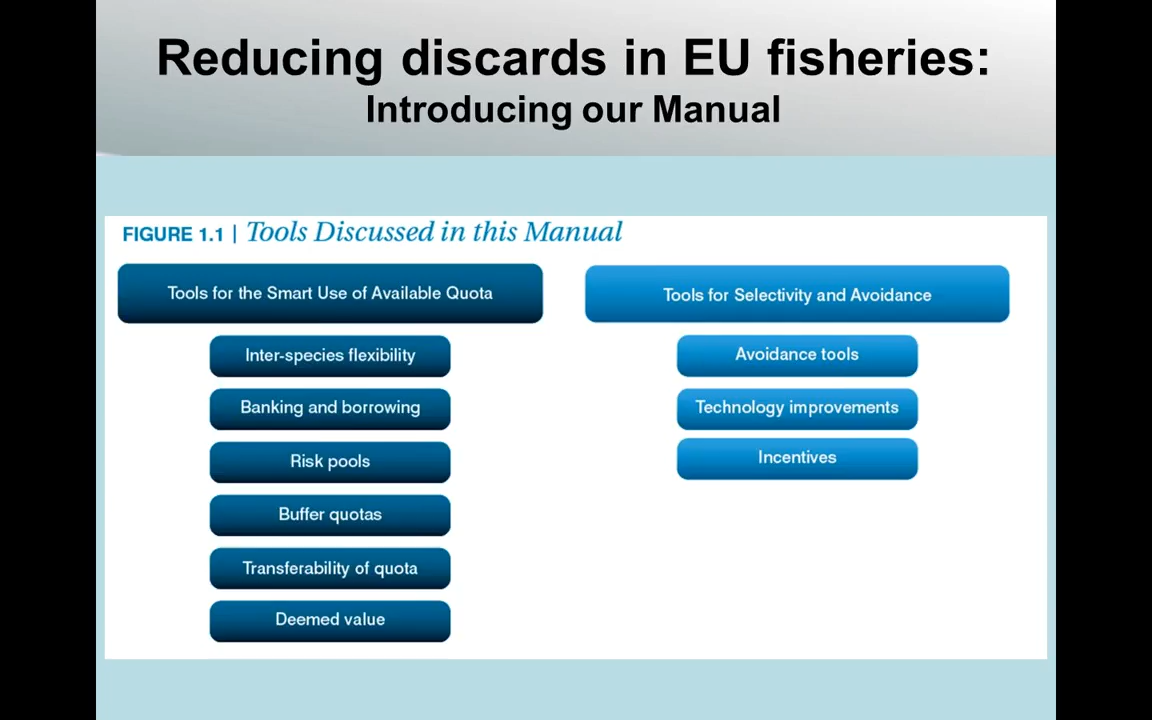 Reducing discards in EU fisheries:
Introducing our Manual
FIGURE 1.1 | Tools Discussed in this Manual
Tools for the Smart Use of Available Quota
Inter-species flexibility
Banking and borrowing
Risk pools
Buffer quotas
Transferability of quota
Deemed value
Tools for Selectivity and Avoidance
Avoidance tools
Technology improvements
Incentives